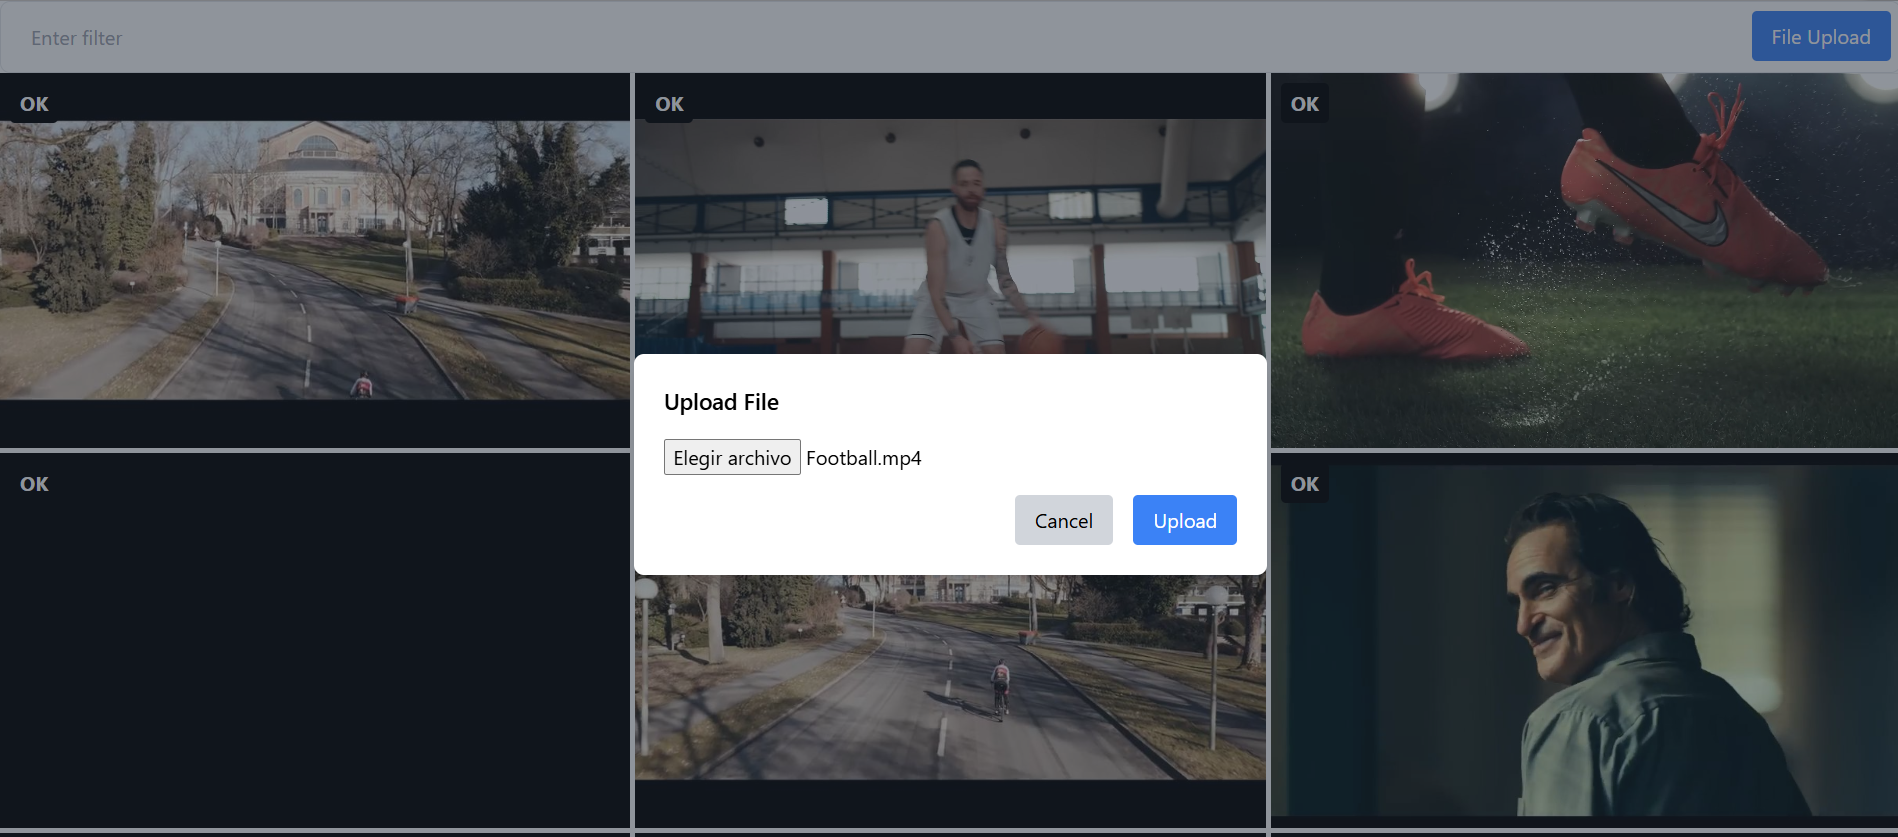 Enter filter
File Upload
OK
OK
OK
Upload File
Elegir archivo Football.mp4
Cancel
Upload
OK
OK